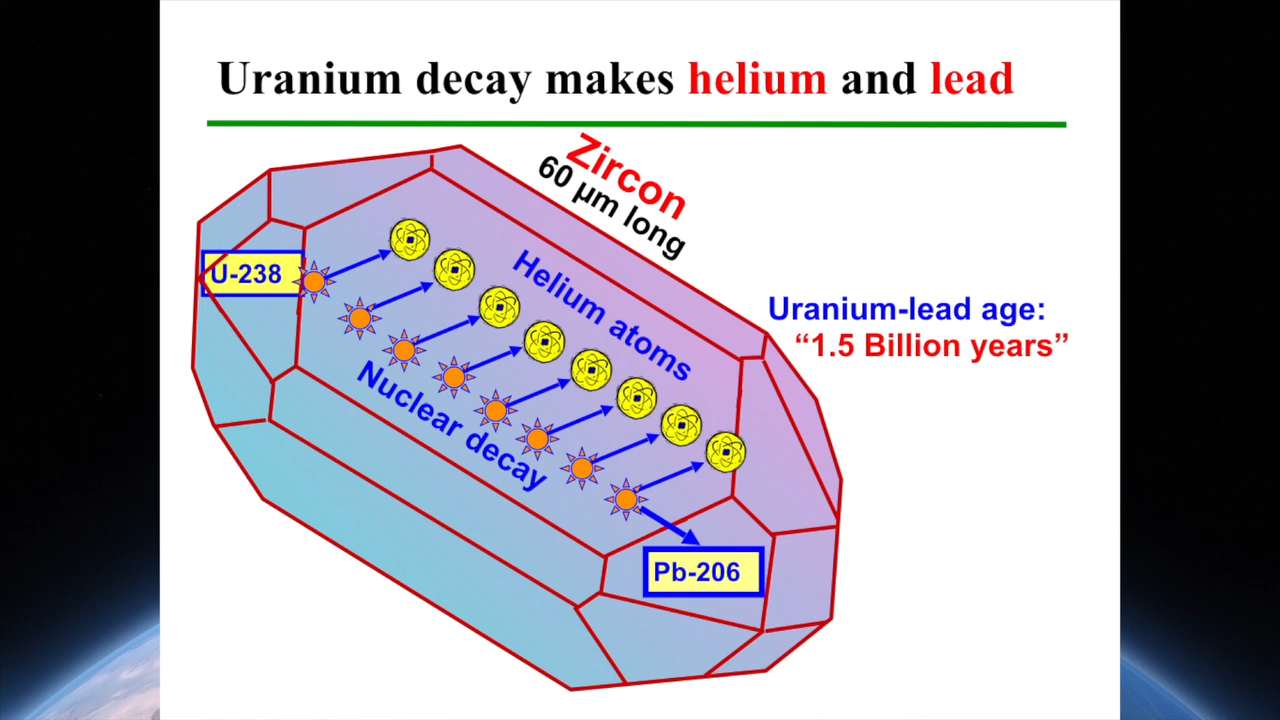 Uranium decay makes helium and lead
Zircon
60 μm long
U-238
Helium atoms
Uranium-lead age:
“1.5 Billion years”
Nuclear decay
Pb-206